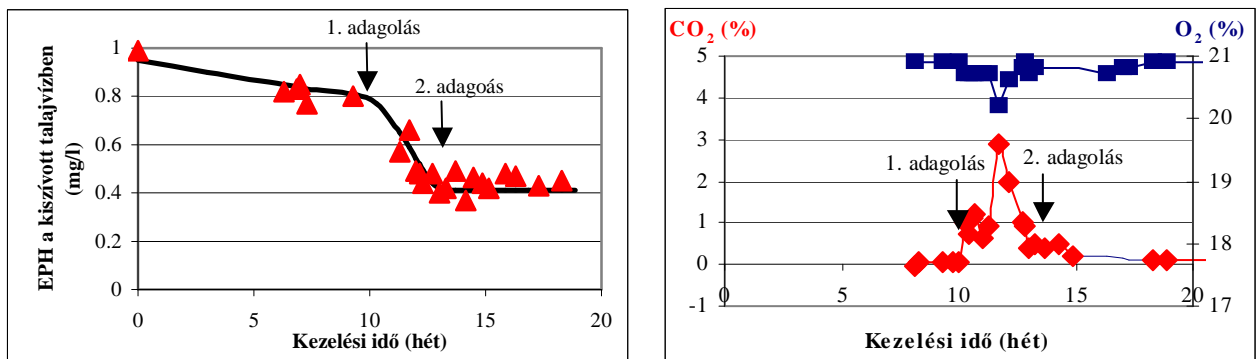 EPH a kiszívott talajvízben
(mg/l)
1
0.8
0.6
0.4
0.2
0
1. adagolás
2. adagoás
0
5
10
15
20
Kezelési idő (hét)
CO2 (%)
O2 (%)
5
4
3
2
1
0
-1
21
20
19
18
17
1. adagolás
2. adagolás
0
5
10
15
20
Kezelési idő (hét)